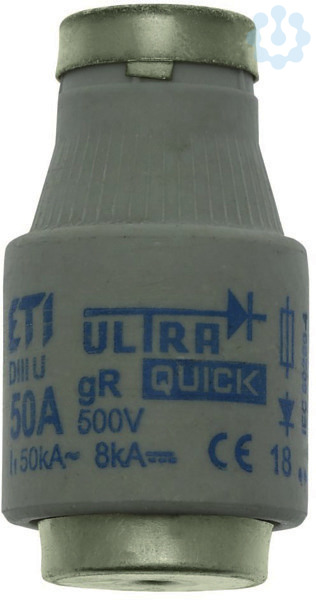 ETI
DIII U
50A
I₁ 50kA~ 8kA⎓
ULTRA
QUICK
gR
500V
CE 18